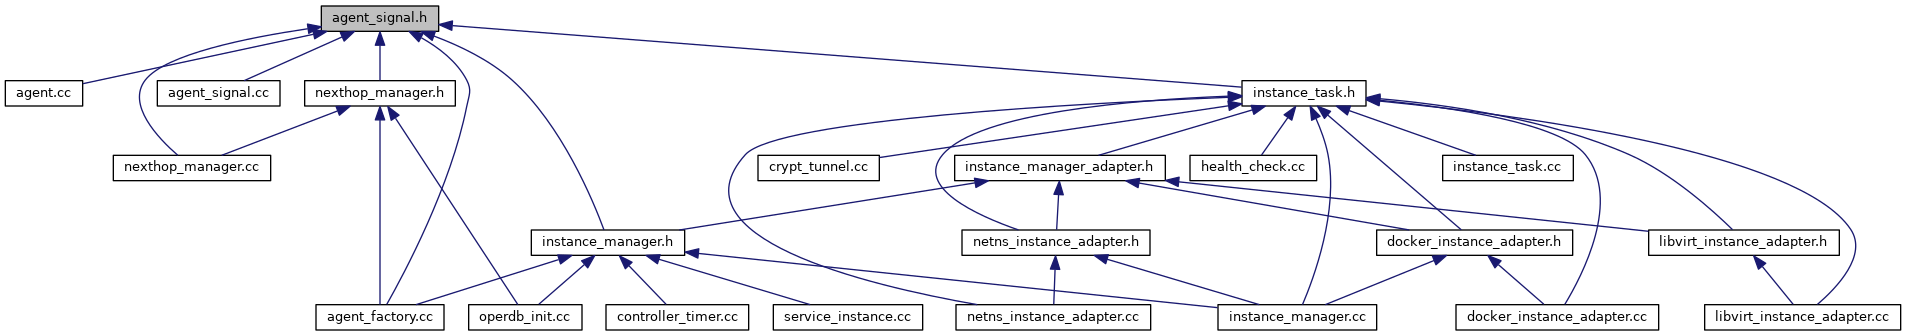 agent_signal.h
agent.cc
agent_signal.cc
nexthop_manager.h
instance_task.h
nexthop_manager.cc
crypt_tunnel.cc
instance_manager_adapter.h
health_check.cc
instance_task.cc
instance_manager.h
netns_instance_adapter.h
docker_instance_adapter.h
libvirt_instance_adapter.h
agent_factory.cc
operdb_init.cc
controller_timer.cc
service_instance.cc
netns_instance_adapter.cc
instance_manager.cc
docker_instance_adapter.cc
libvirt_instance_adapter.cc